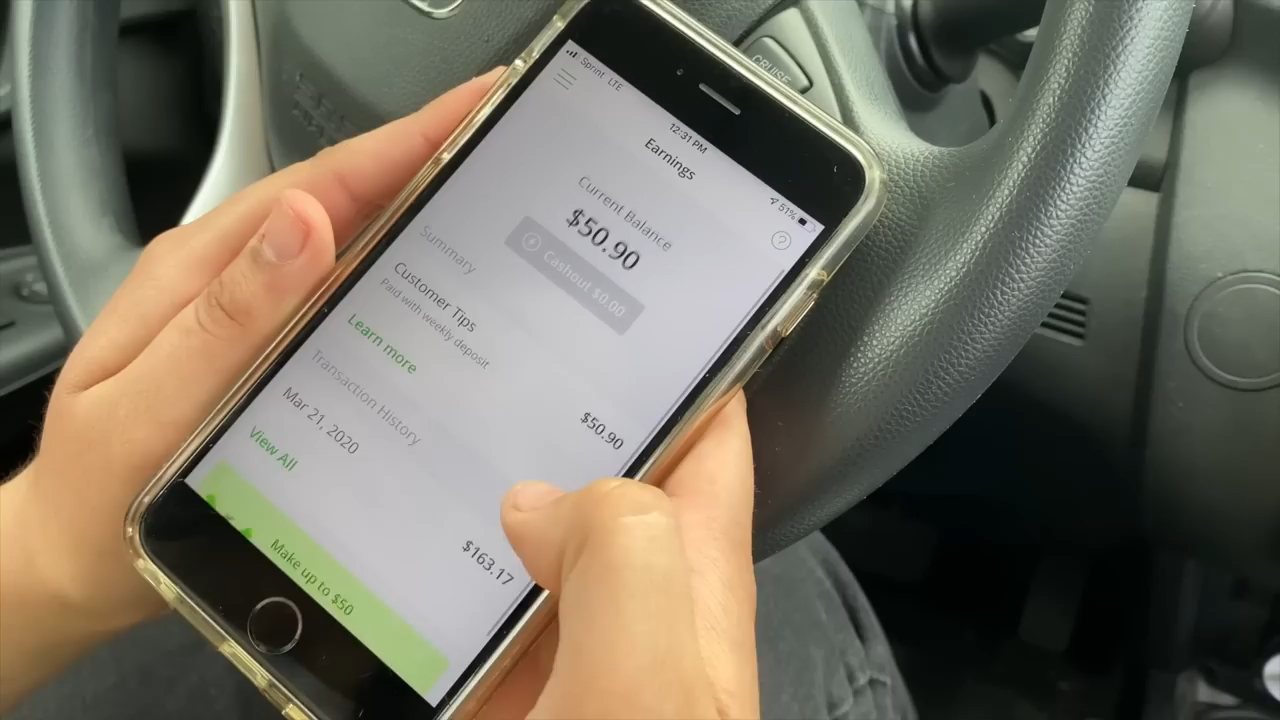 Sprint LTE
12:31 PM
51%
Earnings
Current Balance
$50.90
Cashout $0.00
Summary
Customer Tips
$50.90
Paid with weekly deposit
Learn more
Transaction History
Mar 21, 2020
$163.17
View All
Make up to $50
CRUISE